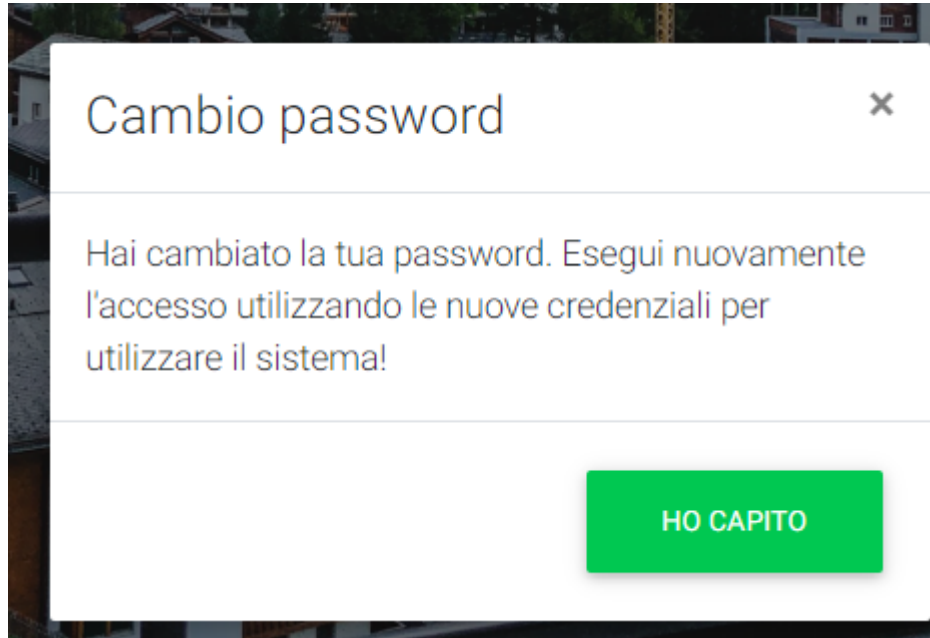 Cambio password
×
Hai cambiato la tua password. Esegui nuovamente
l'accesso utilizzando le nuove credenziali per
utilizzare il sistema!
HO CAPITO